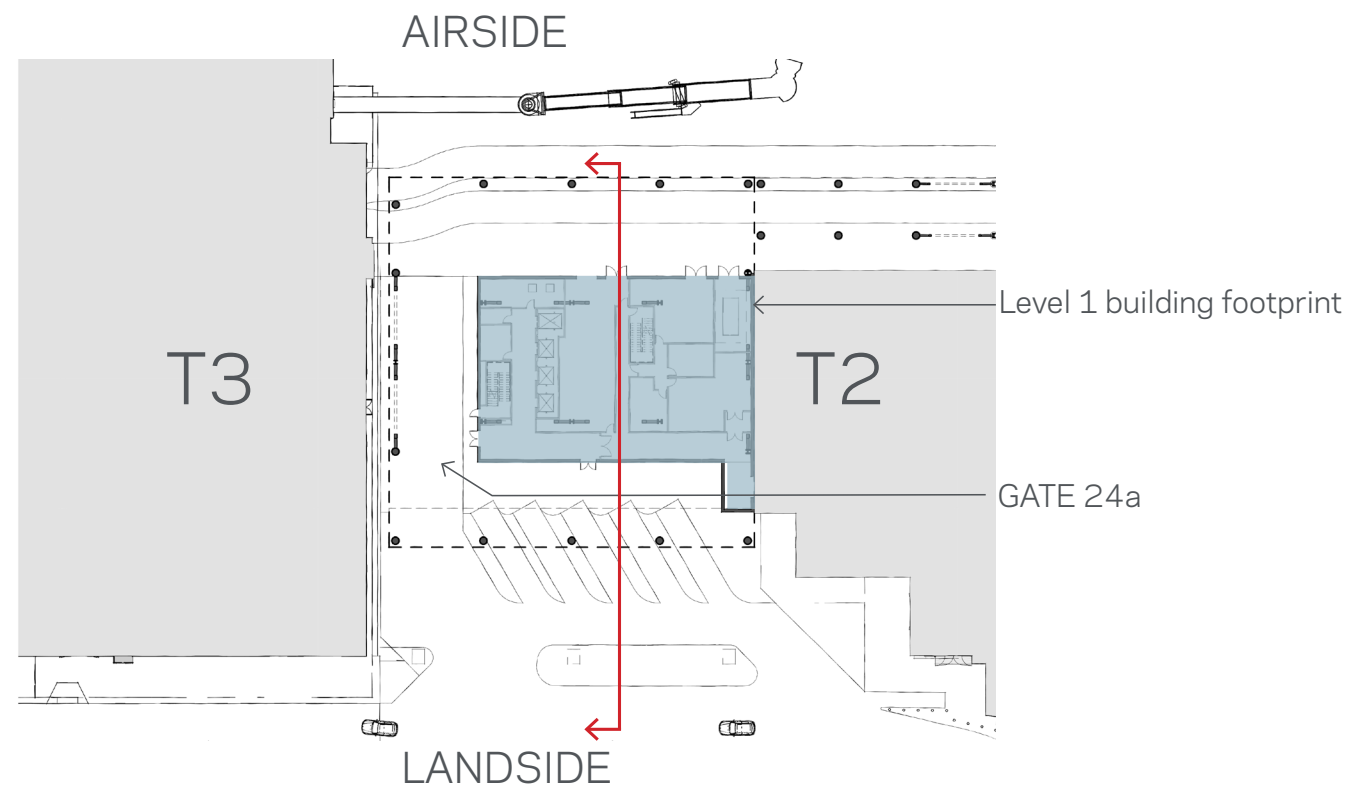 AIRSIDE
Level 1 building footprint
T3
T2
GATE 24a
LANDSIDE